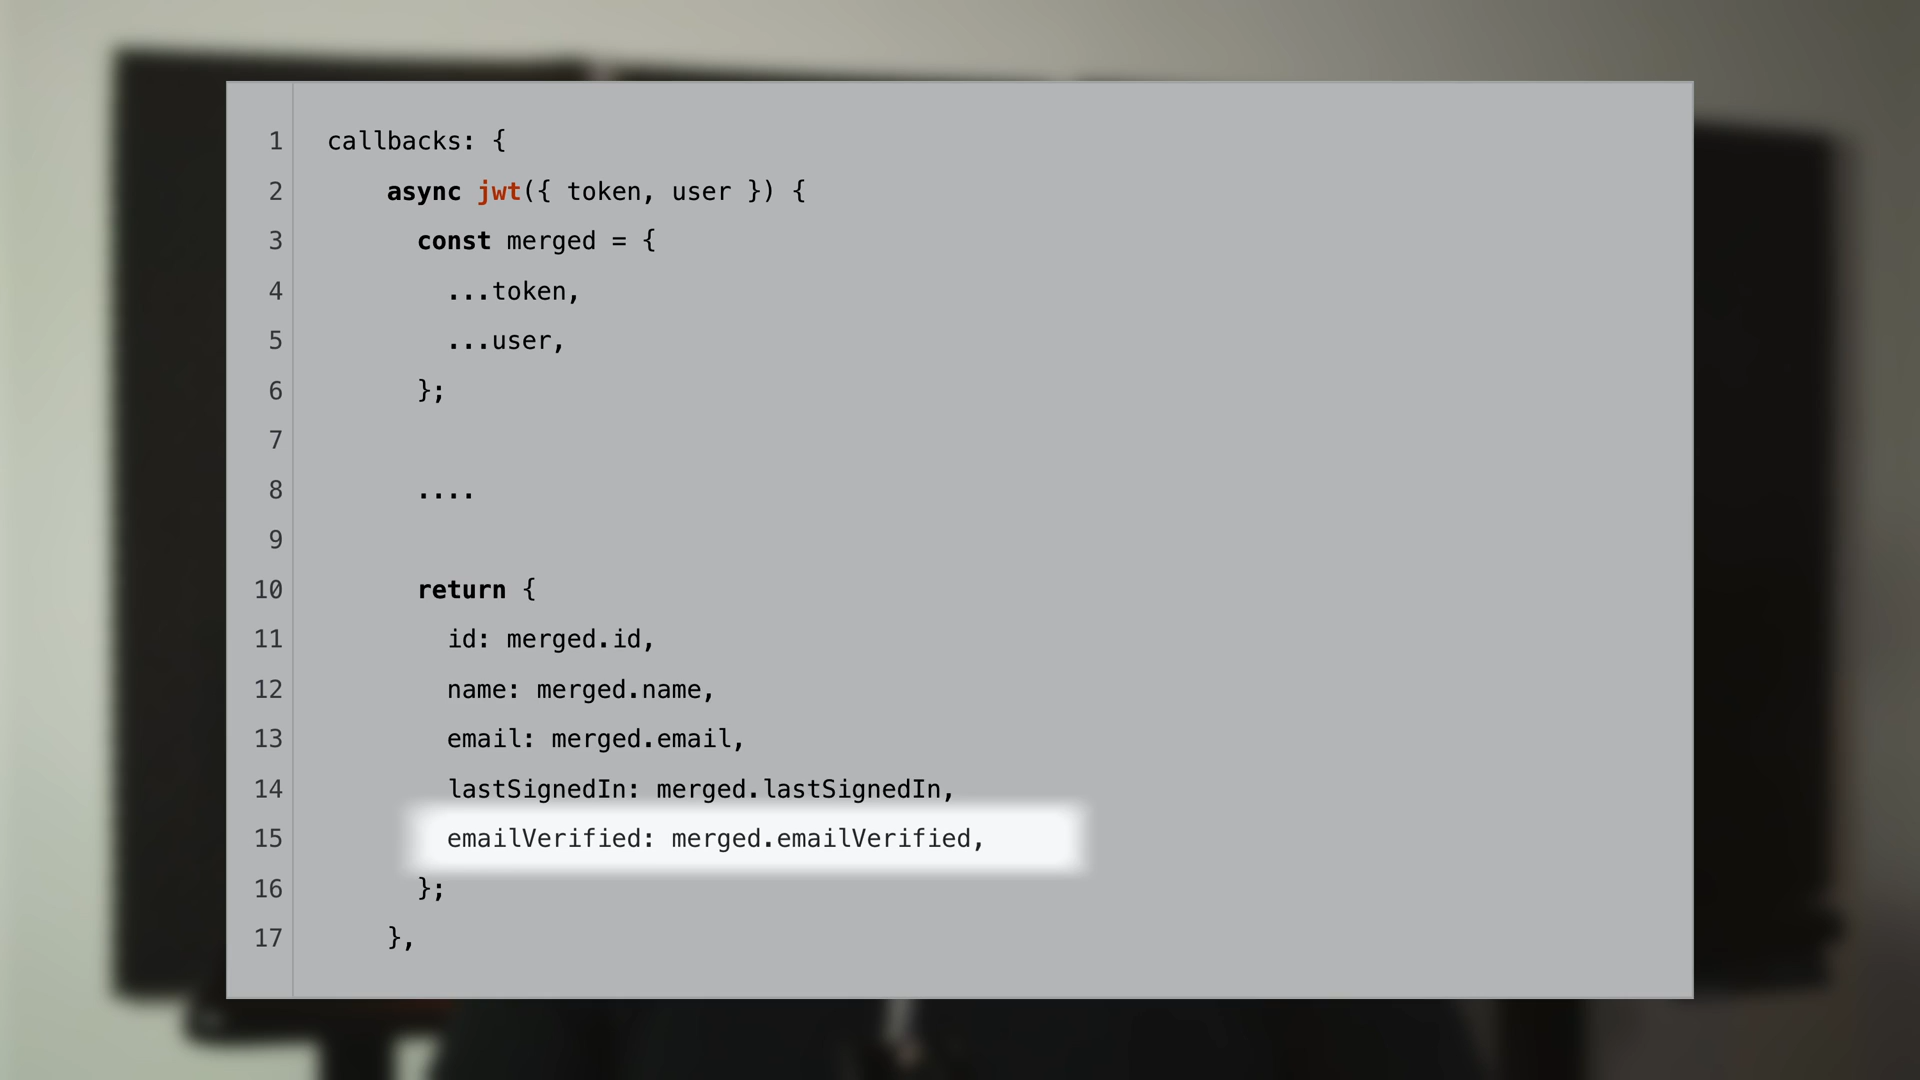 1 callbacks: {
2 async jwt({ token, user }) {
3 const merged = {
4 ...token,
5 ...user,
6 };
7
8 ....
9
10 return {
11 id: merged.id,
12 name: merged.name,
13 email: merged.email,
14 lastSignedIn: merged.lastSignedIn,
15 emailVerified: merged.emailVerified,
16 };
17 },